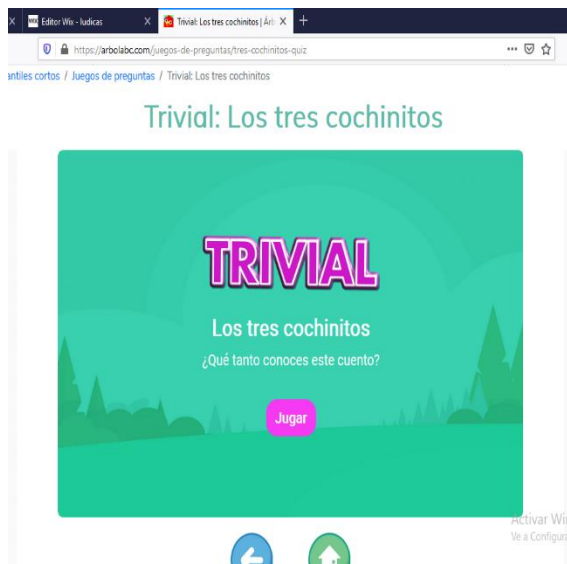 Editor Wix - ludicas
Trivial: Los tres cochinitos | Árb
https://arbolabc.com/juegos-de-preguntas/tres-cochinitos-quiz
antiles cortos / Juegos de preguntas / Trivial: Los tres cochinitos
Trivial: Los tres cochinitos
TRIVIAL
Los tres cochinitos
¿Qué tanto conoces este cuento?
Jugar
Activar Wi
Ve a Configura